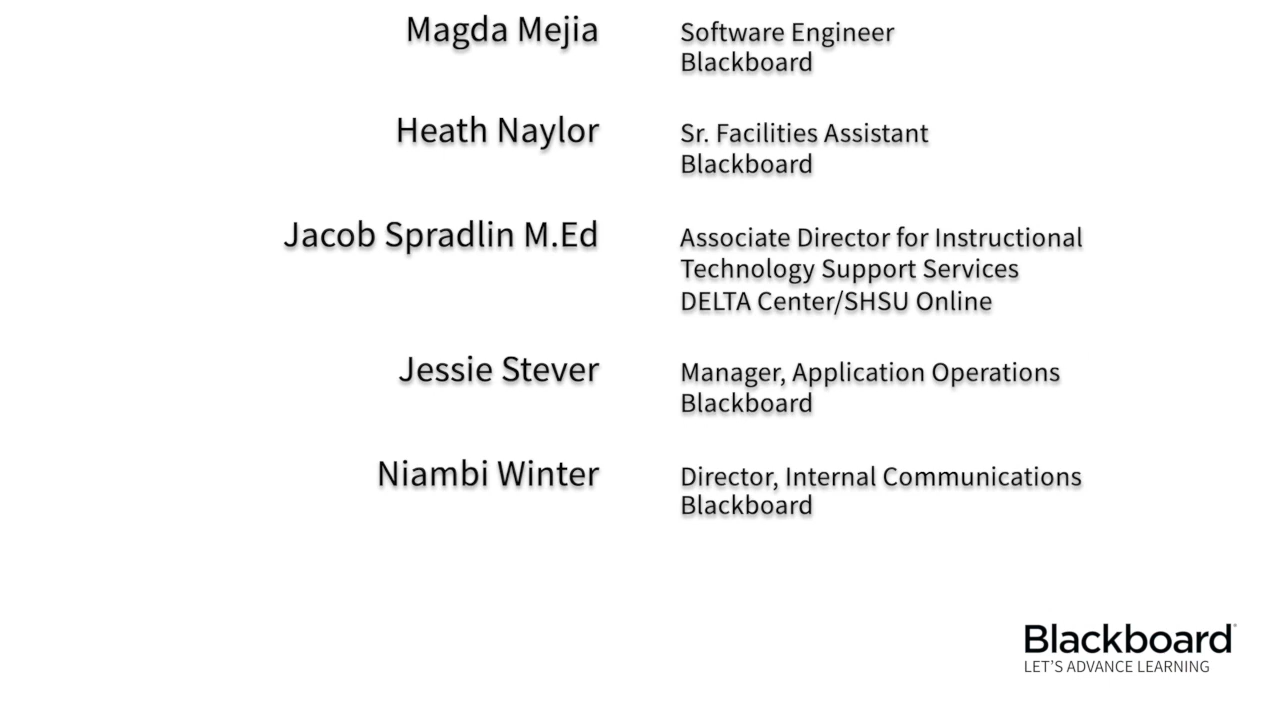 Magda Mejia
Software Engineer
Blackboard
Heath Naylor
Sr. Facilities Assistant
Blackboard
Jacob Spradlin M.Ed
Associate Director for Instructional
Technology Support Services
DELTA Center/SHSU Online
Jessie Stever
Manager, Application Operations
Blackboard
Niambi Winter
Director, Internal Communications
Blackboard
Blackboard®
LET'S ADVANCE LEARNING